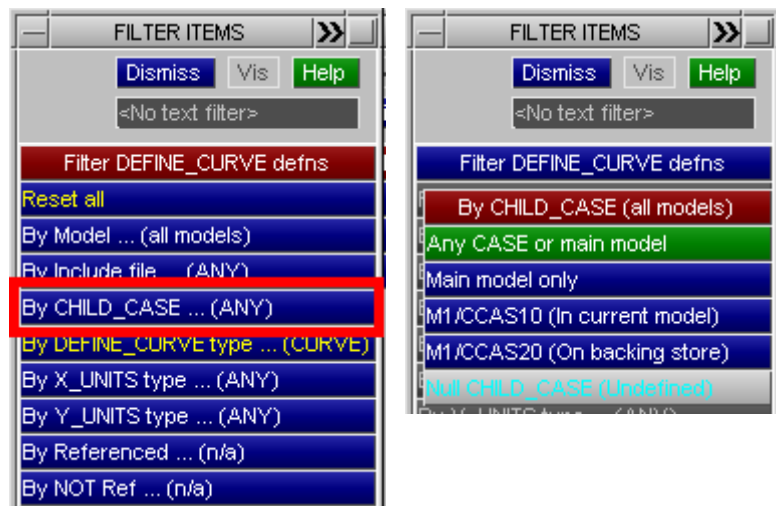 FILTER ITEMS
Dismiss Vis Help
<No text filter>
Filter DEFINE_CURVE defns
Reset all
By Model ... (all models)
By Include file ... (ANY)
By CHILD_CASE ... (ANY)
By DEFINE_CURVE type ... (CURVE)
By X_UNITS type ... (ANY)
By Y_UNITS type ... (ANY)
By Referenced ... (n/a)
By NOT Ref ... (n/a)
FILTER ITEMS
Dismiss Vis Help
<No text filter>
Filter DEFINE_CURVE defns
By CHILD_CASE (all models)
Any CASE or main model
Main model only
M1/CCAS10 (In current model)
M1/CCAS20 (On backing store)
Null CHILD_CASE (Undefined)